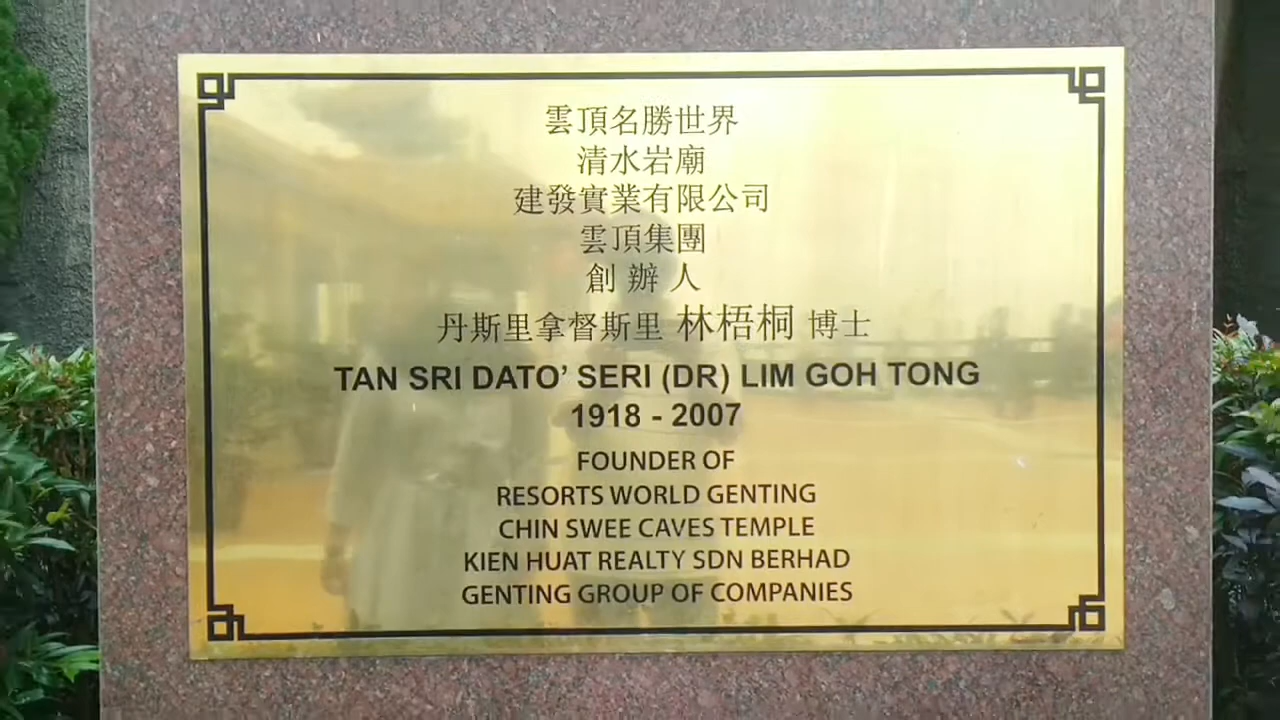 雲頂名勝世界
清水岩廟
建發實業有限公司
雲頂集團
創辦人
丹斯里拿督斯里 林梧桐 博士
TAN SRI DATO’ SERI (DR) LIM GOH TONG
1918 - 2007
FOUNDER OF
RESORTS WORLD GENTING
CHIN SWEE CAVES TEMPLE
KIEN HUAT REALTY SDN BERHAD
GENTING GROUP OF COMPANIES